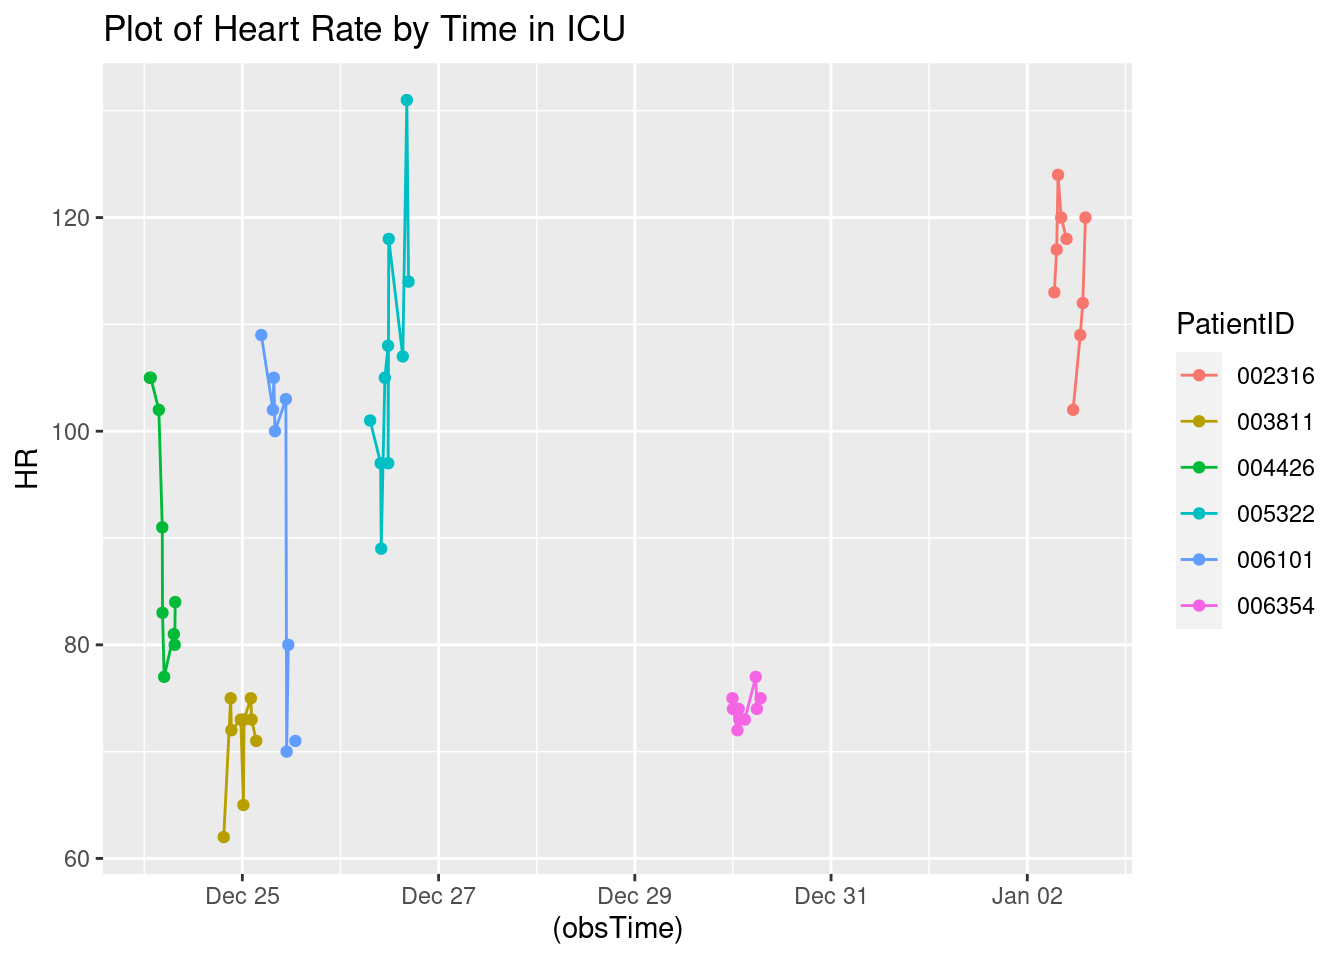 Plot of Heart Rate by Time in ICU
120
100
80
60
HR
Dec 25 Dec 27 Dec 29 Dec 31 Jan 02
(obsTime)
PatientID
002316
003811
004426
005322
006101
006354